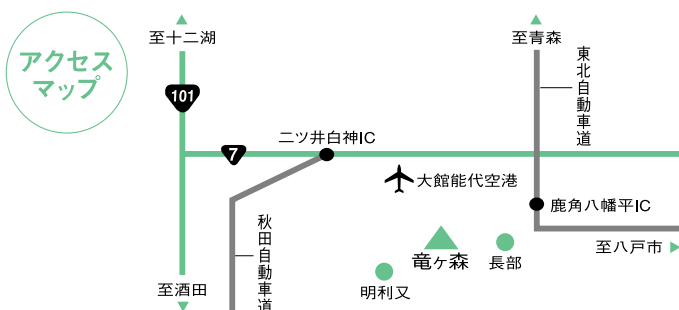 アクセス
マップ
至十二湖
101
7
二ツ井白神IC
至青森
東北自動車道
大館能代空港
鹿角八幡平IC
至八戸市
竜ヶ森
長部
明利又
秋田自動車道
至酒田